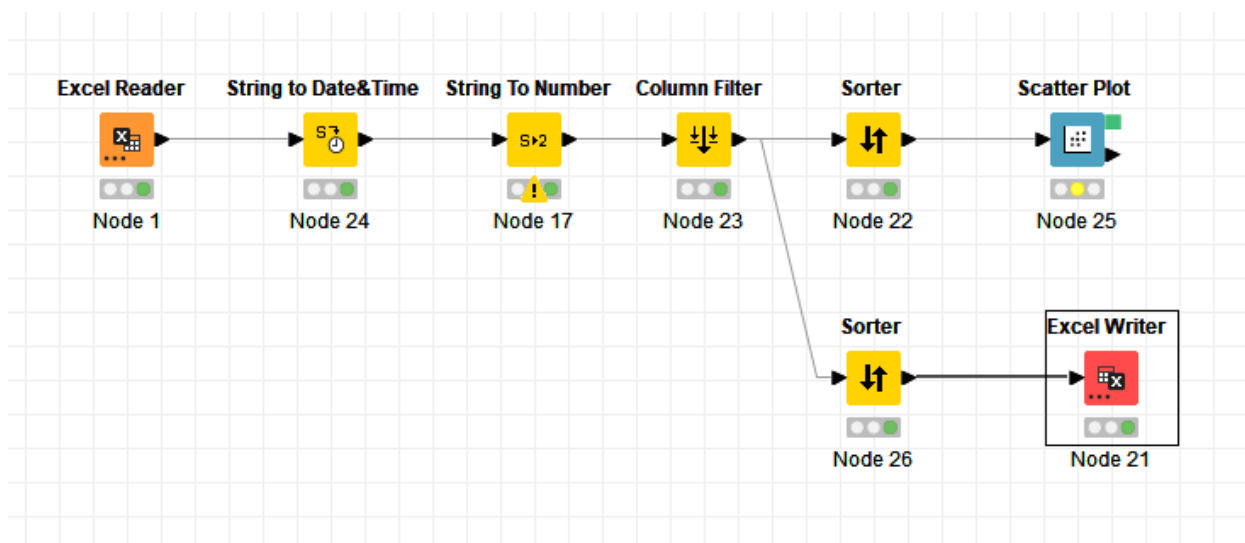 Excel Reader
String to Date&Time
String To Number
Column Filter
Sorter
Scatter Plot
S
S▸2
X
Node 1
Node 24
Node 17
Node 23
Node 22
Node 25
Sorter
Excel Writer
X
Node 26
Node 21